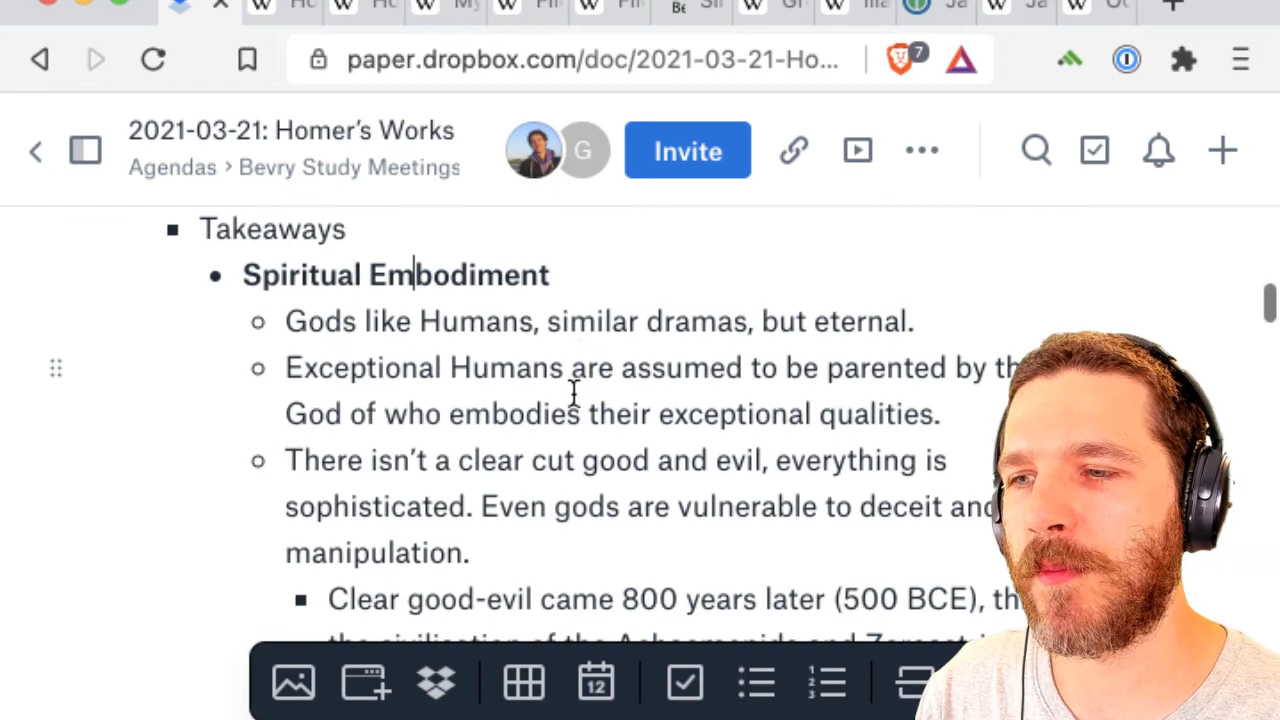 paper.dropbox.com/doc/2021-03-21-Ho...
7
2021-03-21: Homer's Works
Agendas > Bevry Study Meetings
G
Invite
Takeaways
Spiritual Embodiment
Gods like Humans, similar dramas, but eternal.
Exceptional Humans are assumed to be parented by
God of who embodies their exceptional qualities.
There isn't a clear cut good and evil, everything is
sophisticated. Even gods are vulnerable to deceit and
manipulation.
Clear good-evil came 800 years later (500 BCE),
12